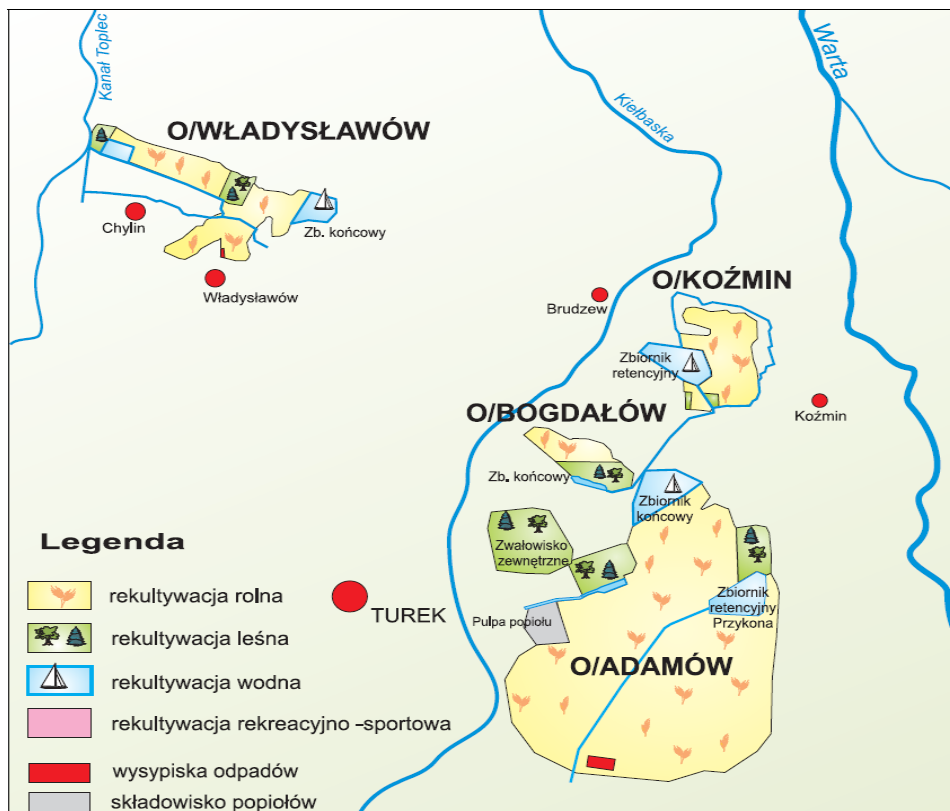 Kanał Toplec
Kiełbaska
Warta
O/WŁADYSŁAWÓW
Chylin
Zb. końcowy
Władysławów
O/KOŹMIN
Brudzew
Zbiornik
retencyjny
Koźmin
O/BOGDAŁÓW
Zb. końcowy
Zbiornik
końcowy
Zwałowisko
zewnętrzne
Zbiornik
retencyjny
Przykona
Pulpa popiołu
TUREK
O/ADAMÓW
Legenda
rekultywacja rolna
rekultywacja leśna
rekultywacja wodna
rekultywacja rekreacyjno -sportowa
wysypiska odpadów
składowisko popiołów